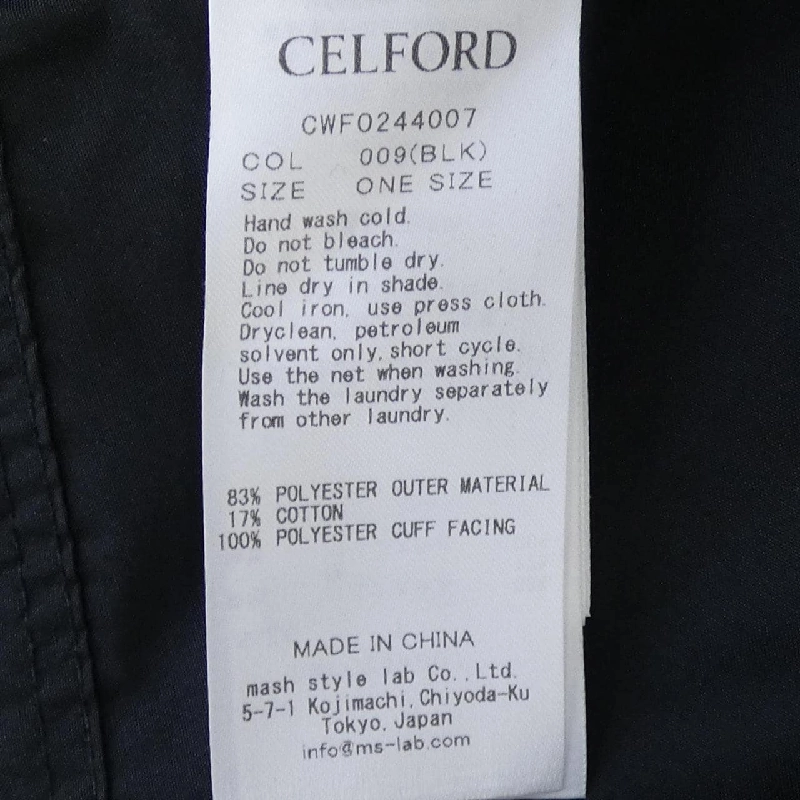 CELFORD
CWFO244007
COL 009(BLK)
SIZE ONE SIZE
Hand wash cold.
Do not bleach.
Do not tumble dry.
Line dry in shade.
Cool iron, use press cloth.
Dryclean, petroleum
solvent only, short cycle.
Use the net when washing.
Wash the laundry separately
from other laundry.
83% POLYESTER OUTER MATERIAL
17% COTTON
100% POLYESTER CUFF FACING
MADE IN CHINA
mash style lab Co.,Ltd.
5-7-1 Kojimachi, Chiyoda-Ku
Tokyo, Japan
info@ms-lab.com